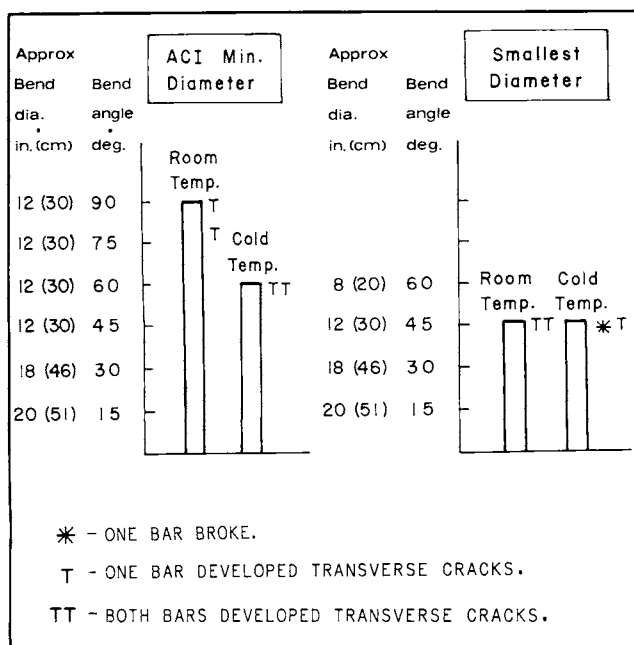 Approx
Bend Bend
dia. angle
in. (cm) deg.
ACI Min.
Diameter
12 (30) 90
12 (30) 75
12 (30) 60
12 (30) 45
18 (46) 30
20 (51) 15
Room
Temp.
T
T
Cold
Temp.
TT
Approx
Bend Bend
dia. angle
in. (cm) deg.
Smallest
Diameter
8 (20) 60
12 (30) 45
18 (46) 30
20 (51) 15
Room
Temp.
TT
Cold
Temp.
* T
* - ONE BAR BROKE.
T - ONE BAR DEVELOPED TRANSVERSE CRACKS.
TT - BOTH BARS DEVELOPED TRANSVERSE CRACKS.